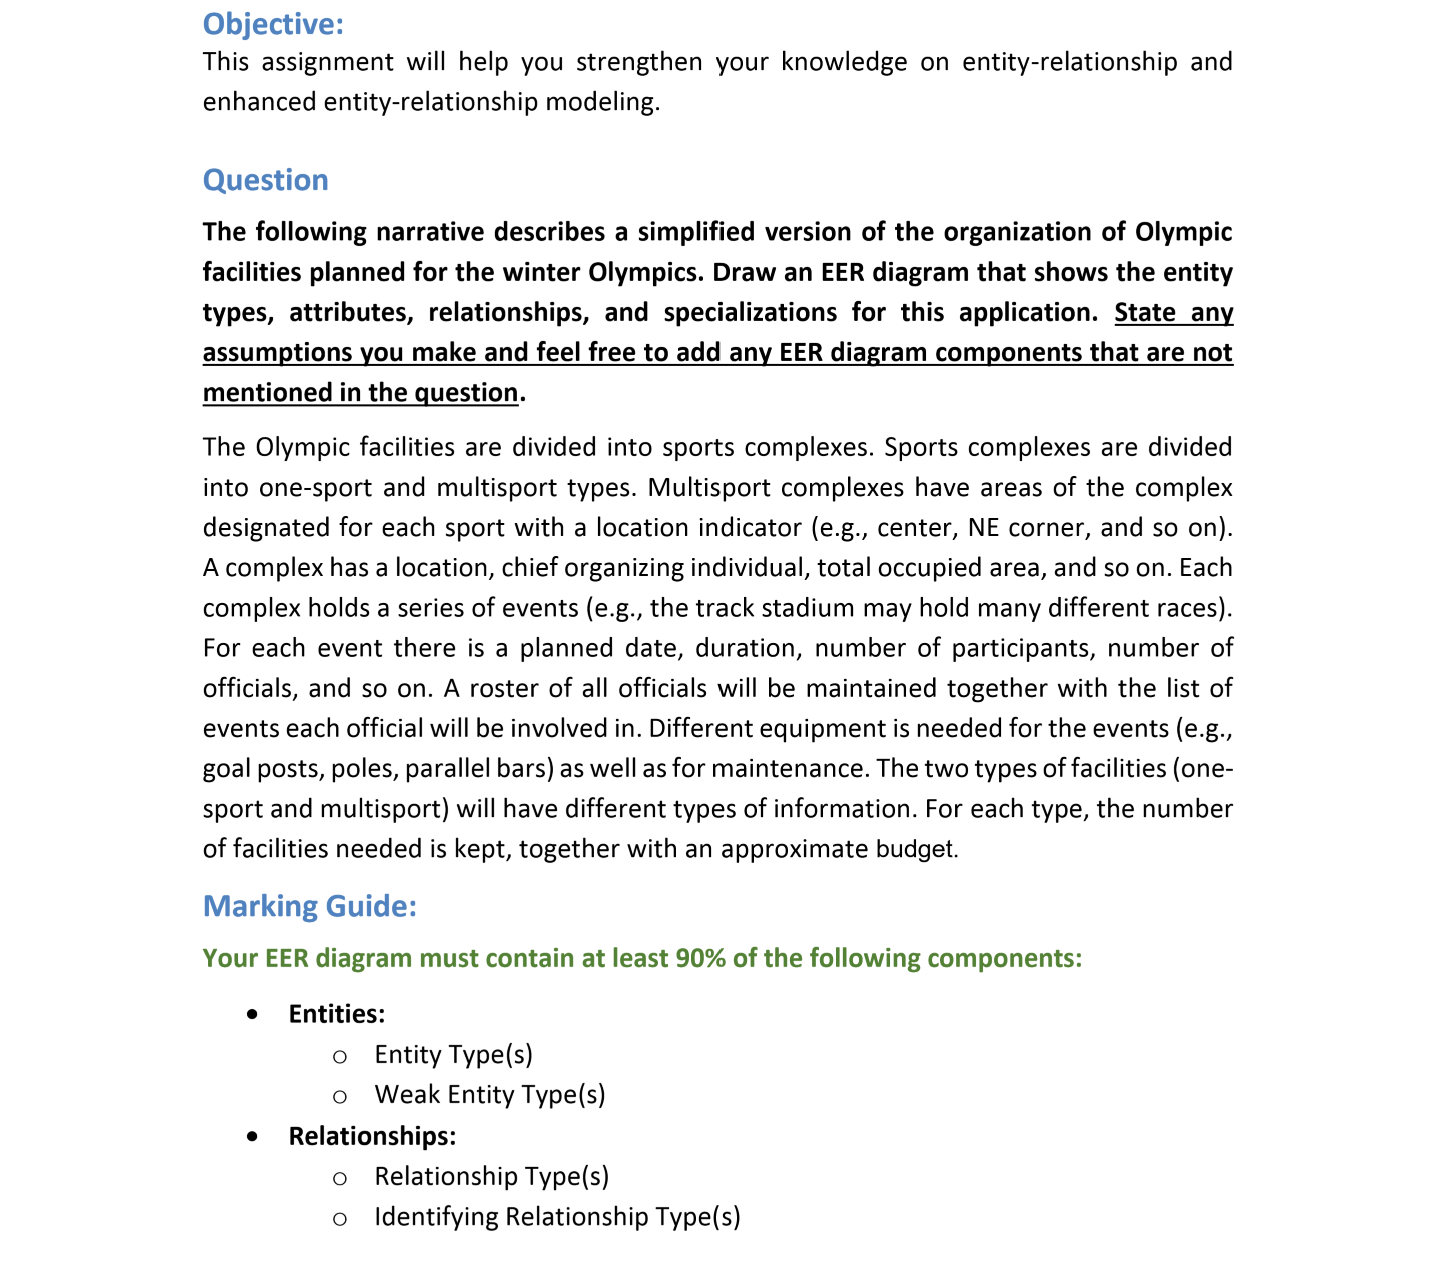 Objective:
This assignment will help you strengthen your knowledge on entity-relationship and
enhanced entity-relationship modeling.
Question
The following narrative describes a simplified version of the organization of Olympic
facilities planned for the winter Olympics. Draw an EER diagram that shows the entity
types, attributes, relationships, and specializations for this application. State any
assumptions you make and feel free to add any EER diagram components that are not
mentioned in the question.
The Olympic facilities are divided into sports complexes. Sports complexes are divided
into one-sport and multisport types. Multisport complexes have areas of the complex
designated for each sport with a location indicator (e.g., center, NE corner, and so on).
A complex has a location, chief organizing individual, total occupied area, and so on. Each
complex holds a series of events (e.g., the track stadium may hold many different races).
For each event there is a planned date, duration, number of participants, number of
officials, and so on. A roster of all officials will be maintained together with the list of
events each official will be involved in. Different equipment is needed for the events (e.g.,
goal posts, poles, parallel bars) as well as for maintenance. The two types of facilities (one-
sport and multisport) will have different types of information. For each type, the number
of facilities needed is kept, together with an approximate budget.
Marking Guide:
Your EER diagram must contain at least 90% of the following components:
• Entities:
o Entity Type(s)
o Weak Entity Type(s)
• Relationships:
o Relationship Type(s)
o Identifying Relationship Type(s)